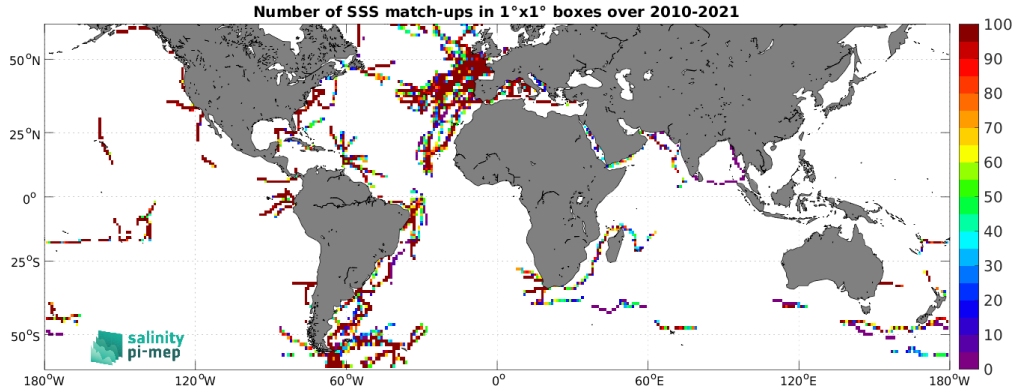 Number of SSS match-ups in 1°x1° boxes over 2010-2021
50°N
25°N
0°
25°S
50°S
180°W
120°W
60°W
0°
60°E
120°E
180°W
100
90
80
70
60
50
40
30
20
10
0
salinity
pi-mep